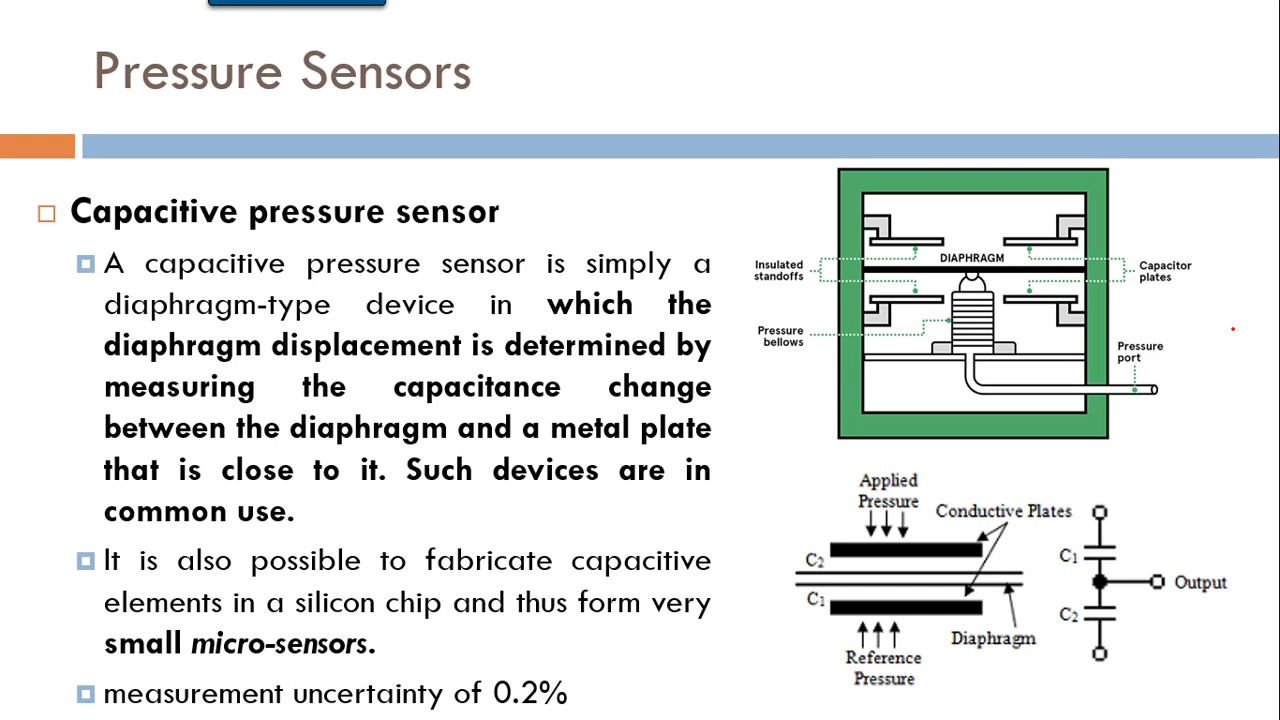 Pressure Sensors
Capacitive pressure sensor
A capacitive pressure sensor is simply a
diaphragm-type device in which the
diaphragm displacement is determined by
measuring the capacitance change
between the diaphragm and a metal plate
that is close to it. Such devices are in
common use.
It is also possible to fabricate capacitive
elements in a silicon chip and thus form very
small micro-sensors.
measurement uncertainty of 0.2%
DIAPHRAGM
Insulated
standoffs
Capacitor
plates
Pressure
bellows
Pressure
port
Applied
Pressure
Conductive Plates
C2
C1
Diaphragm
Reference
Pressure
C1
Output
C2